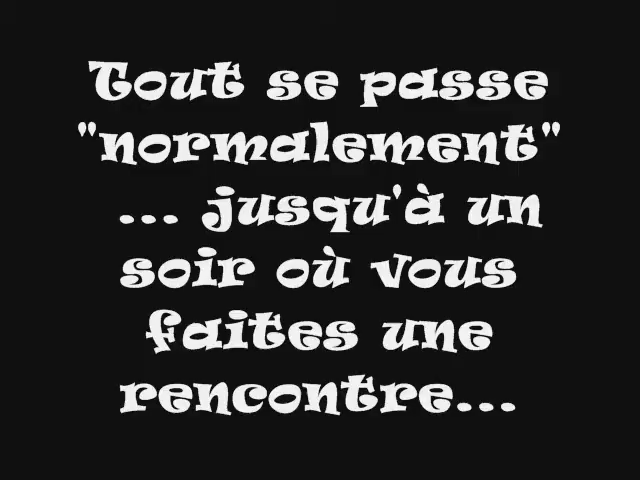 Tout se passe
"normalement"
... jusqu'à un
soir où vous
faites une
rencontre...